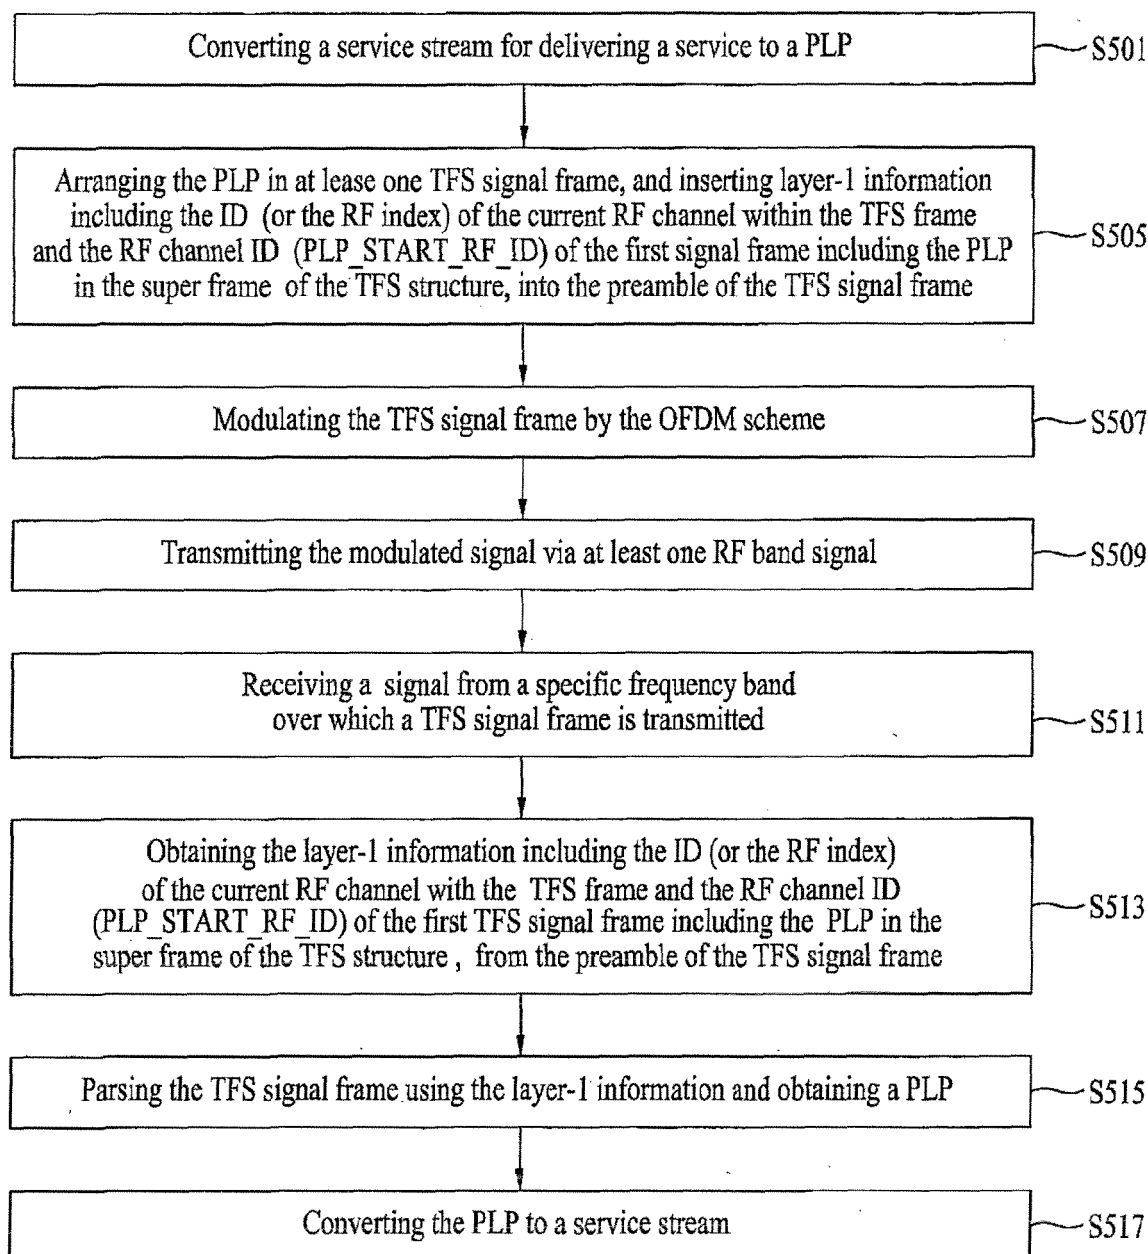 Converting a service stream for delivering a service to a PLP
S501
Arranging the PLP in at lease one TFS signal frame, and inserting layer-1 information
including the ID (or the RF index) of the current RF channel within the TFS frame
and the RF channel ID (PLP_START_RF_ID) of the first signal frame including the PLP
in the super frame of the TFS structure, into the preamble of the TFS signal frame
S505
Modulating the TFS signal frame by the OFDM scheme
S507
Transmitting the modulated signal via at least one RF band signal
S509
Receiving a signal from a specific frequency band
over which a TFS signal frame is transmitted
S511
Obtaining the layer-1 information including the ID (or the RF index)
of the current RF channel with the TFS frame and the RF channel ID
(PLP_START_RF_ID) of the first TFS signal frame including the PLP in the
super frame of the TFS structure , from the preamble of the TFS signal frame
S513
Parsing the TFS signal frame using the layer-1 information and obtaining a PLP
S515
Converting the PLP to a service stream
S517